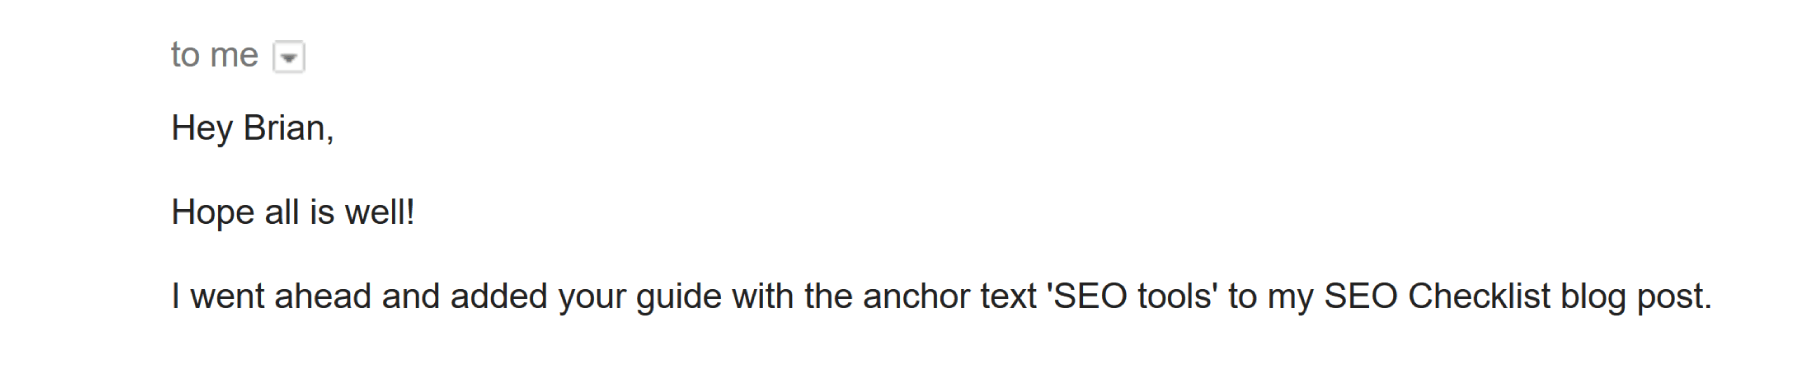 to me
Hey Brian,
Hope all is well!
I went ahead and added your guide with the anchor text 'SEO tools' to my SEO Checklist blog post.